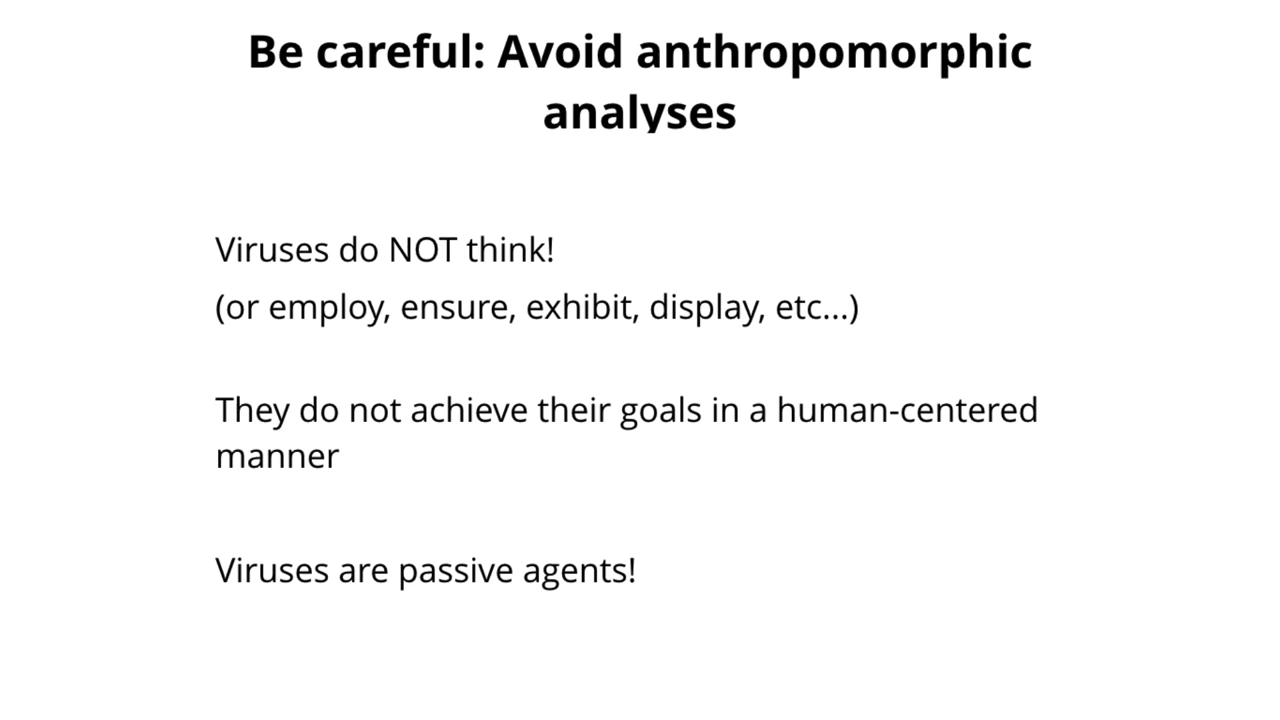 Be careful: Avoid anthropomorphic
analyses
Viruses do NOT think!
(or employ, ensure, exhibit, display, etc...)
They do not achieve their goals in a human-centered
manner
Viruses are passive agents!